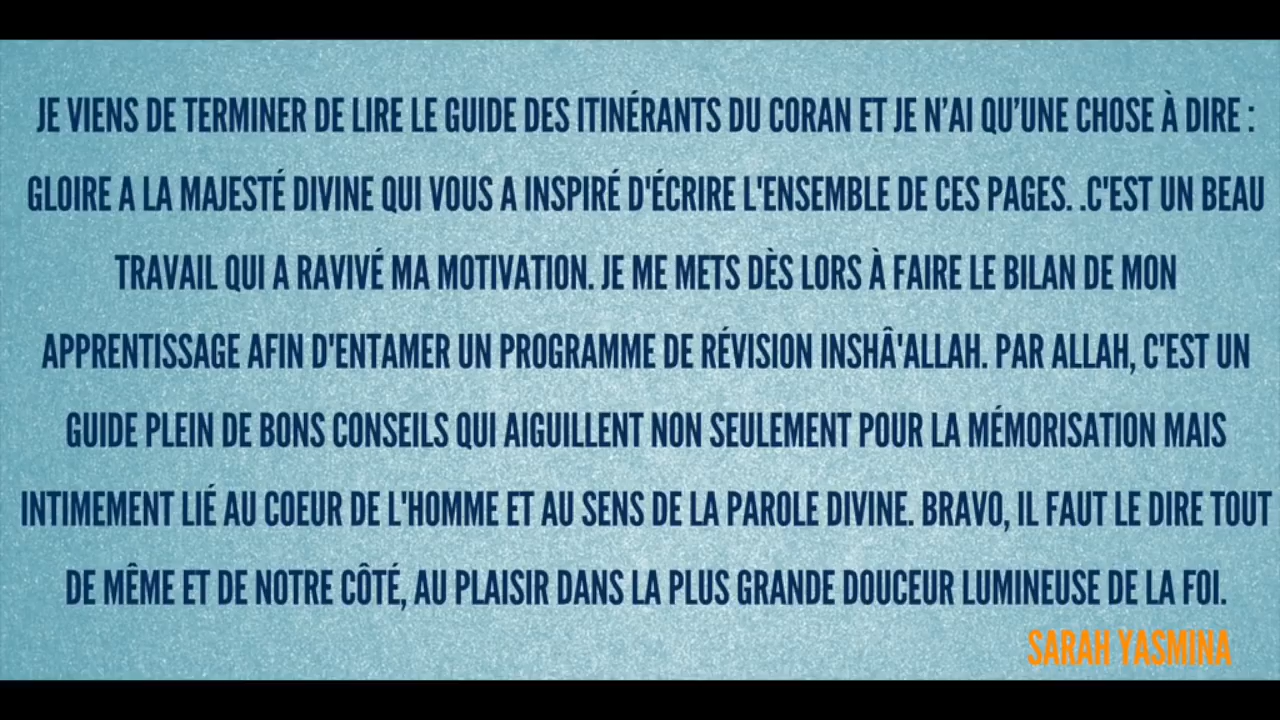 JE VIENS DE TERMINER DE LIRE LE GUIDE DES ITINÉRANTS DU CORAN ET JE N’AI QU’UNE CHOSE À DIRE :
GLOIRE A LA MAJESTÉ DIVINE QUI VOUS A INSPIRÉ D'ÉCRIRE L'ENSEMBLE DE CES PAGES. .C'EST UN BEAU
TRAVAIL QUI A RAVIVÉ MA MOTIVATION. JE ME METS DÈS LORS À FAIRE LE BILAN DE MON
APPRENTISSAGE AFIN D'ENTAMER UN PROGRAMME DE RÉVISION INSHÂ'ALLAH. PAR ALLAH, C'EST UN
GUIDE PLEIN DE BONS CONSEILS QUI AIGUILLENT NON SEULEMENT POUR LA MÉMORISATION MAIS
INTIMEMENT LIÉ AU COEUR DE L'HOMME ET AU SENS DE LA PAROLE DIVINE. BRAVO, IL FAUT LE DIRE TOUT
DE MÊME ET DE NOTRE CÔTÉ, AU PLAISIR DANS LA PLUS GRANDE DOUCEUR LUMINEUSE DE LA FOI.
SARAH YASMINA